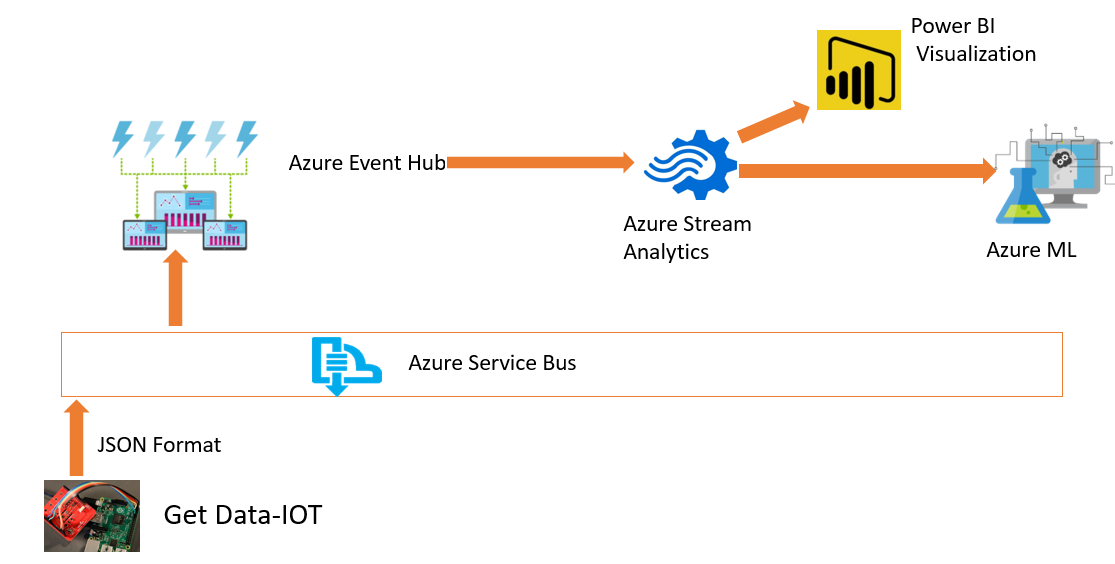 Power BI
Visualization
Azure Event Hub
Azure Stream
Analytics
Azure ML
Azure Service Bus
JSON Format
Get Data-IOT